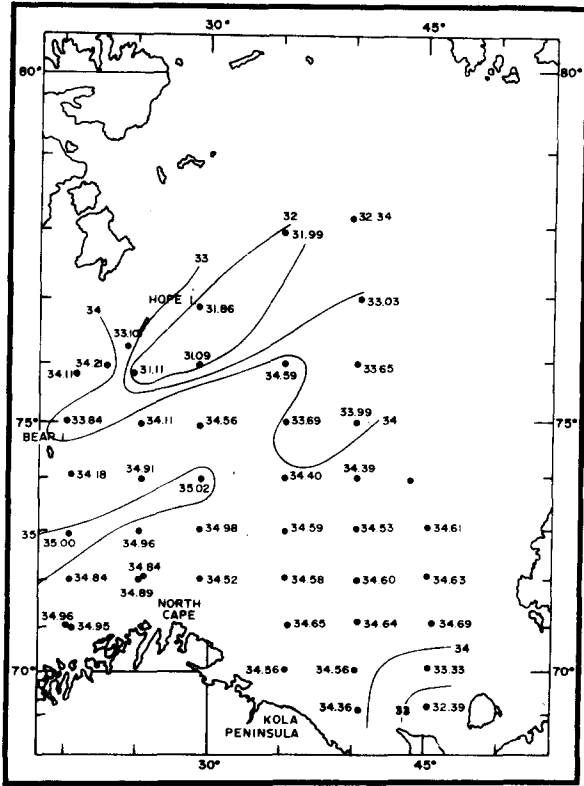 30° 45°
80° 80°
32 32 34
31.99
33
HOPE I.
34 31.86 33.03
33.10
34.21 31.09
34.11 31.11 34.59 33.65
33.99
75° 33.84 34.11 34.56 33.69 34 75°
BEAR I.
34.91 34.39
34.18 35.02 34.40
35 34.98 34.59 34.53 34.61
35.00 34.96
34.84
34.84 34.52 34.58 34.60 34.63
34.89
NORTH
34.96 CAPE
34.95 34.65 34.64 34.69
34
70° 34.56 34.56 33.33 70°
34.36 33 32.39
KOLA
PENINSULA
30° 45°